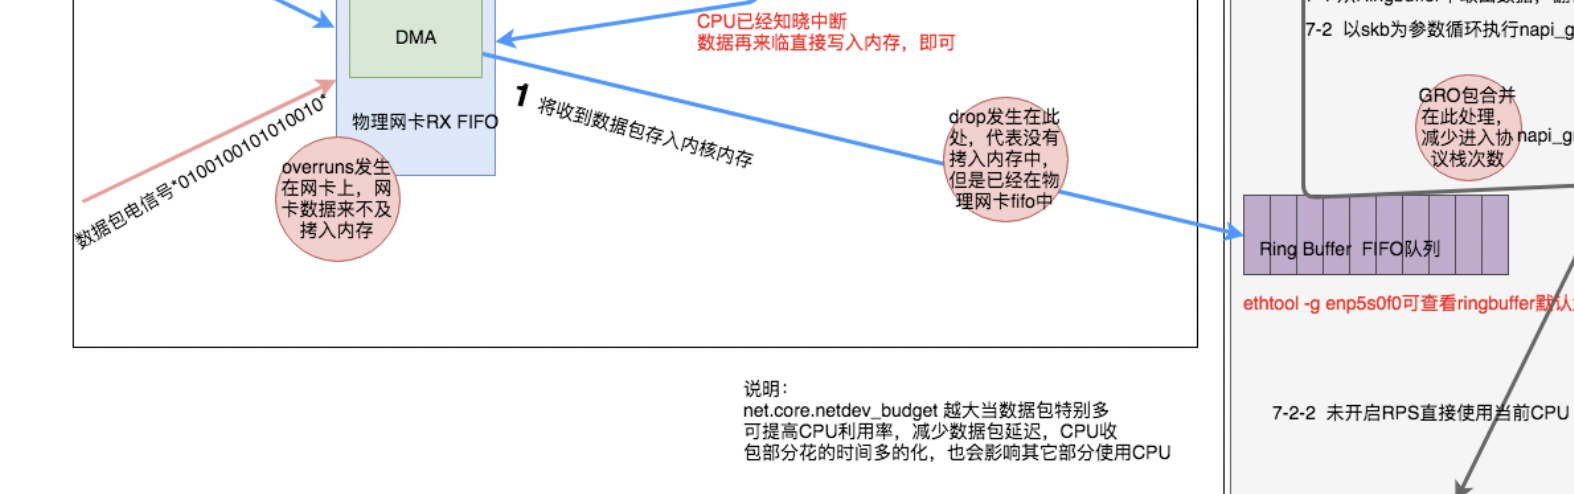 DMA
CPU已经知晓中断
数据再来临直接写入内存，即可
1
将收到数据包存入内核内存
物理网卡RX FIFO
数据包电信号*010010010101010010*
overruns发生
在网卡上，网
卡数据来不及
拷入内存
drop发生在此
处，代表没有
拷入内存中，
但是已经在物
理网卡fifo中
说明：
net.core.netdev_budget 越大当数据包特别多
可提高CPU利用率，减少数据包延迟，CPU收
包部分花的时间多的化，也会影响其它部分使用CPU
7-2 以skb为参数循环执行napi_g
GRO包合并
在此处理，
减少进入协
议栈次数
napi_g
Ring Buffer FIFO队列
ethtool -g enp5s0f0可查看ringbuffer默认
7-2-2 未开启RPS直接使用当前CPU